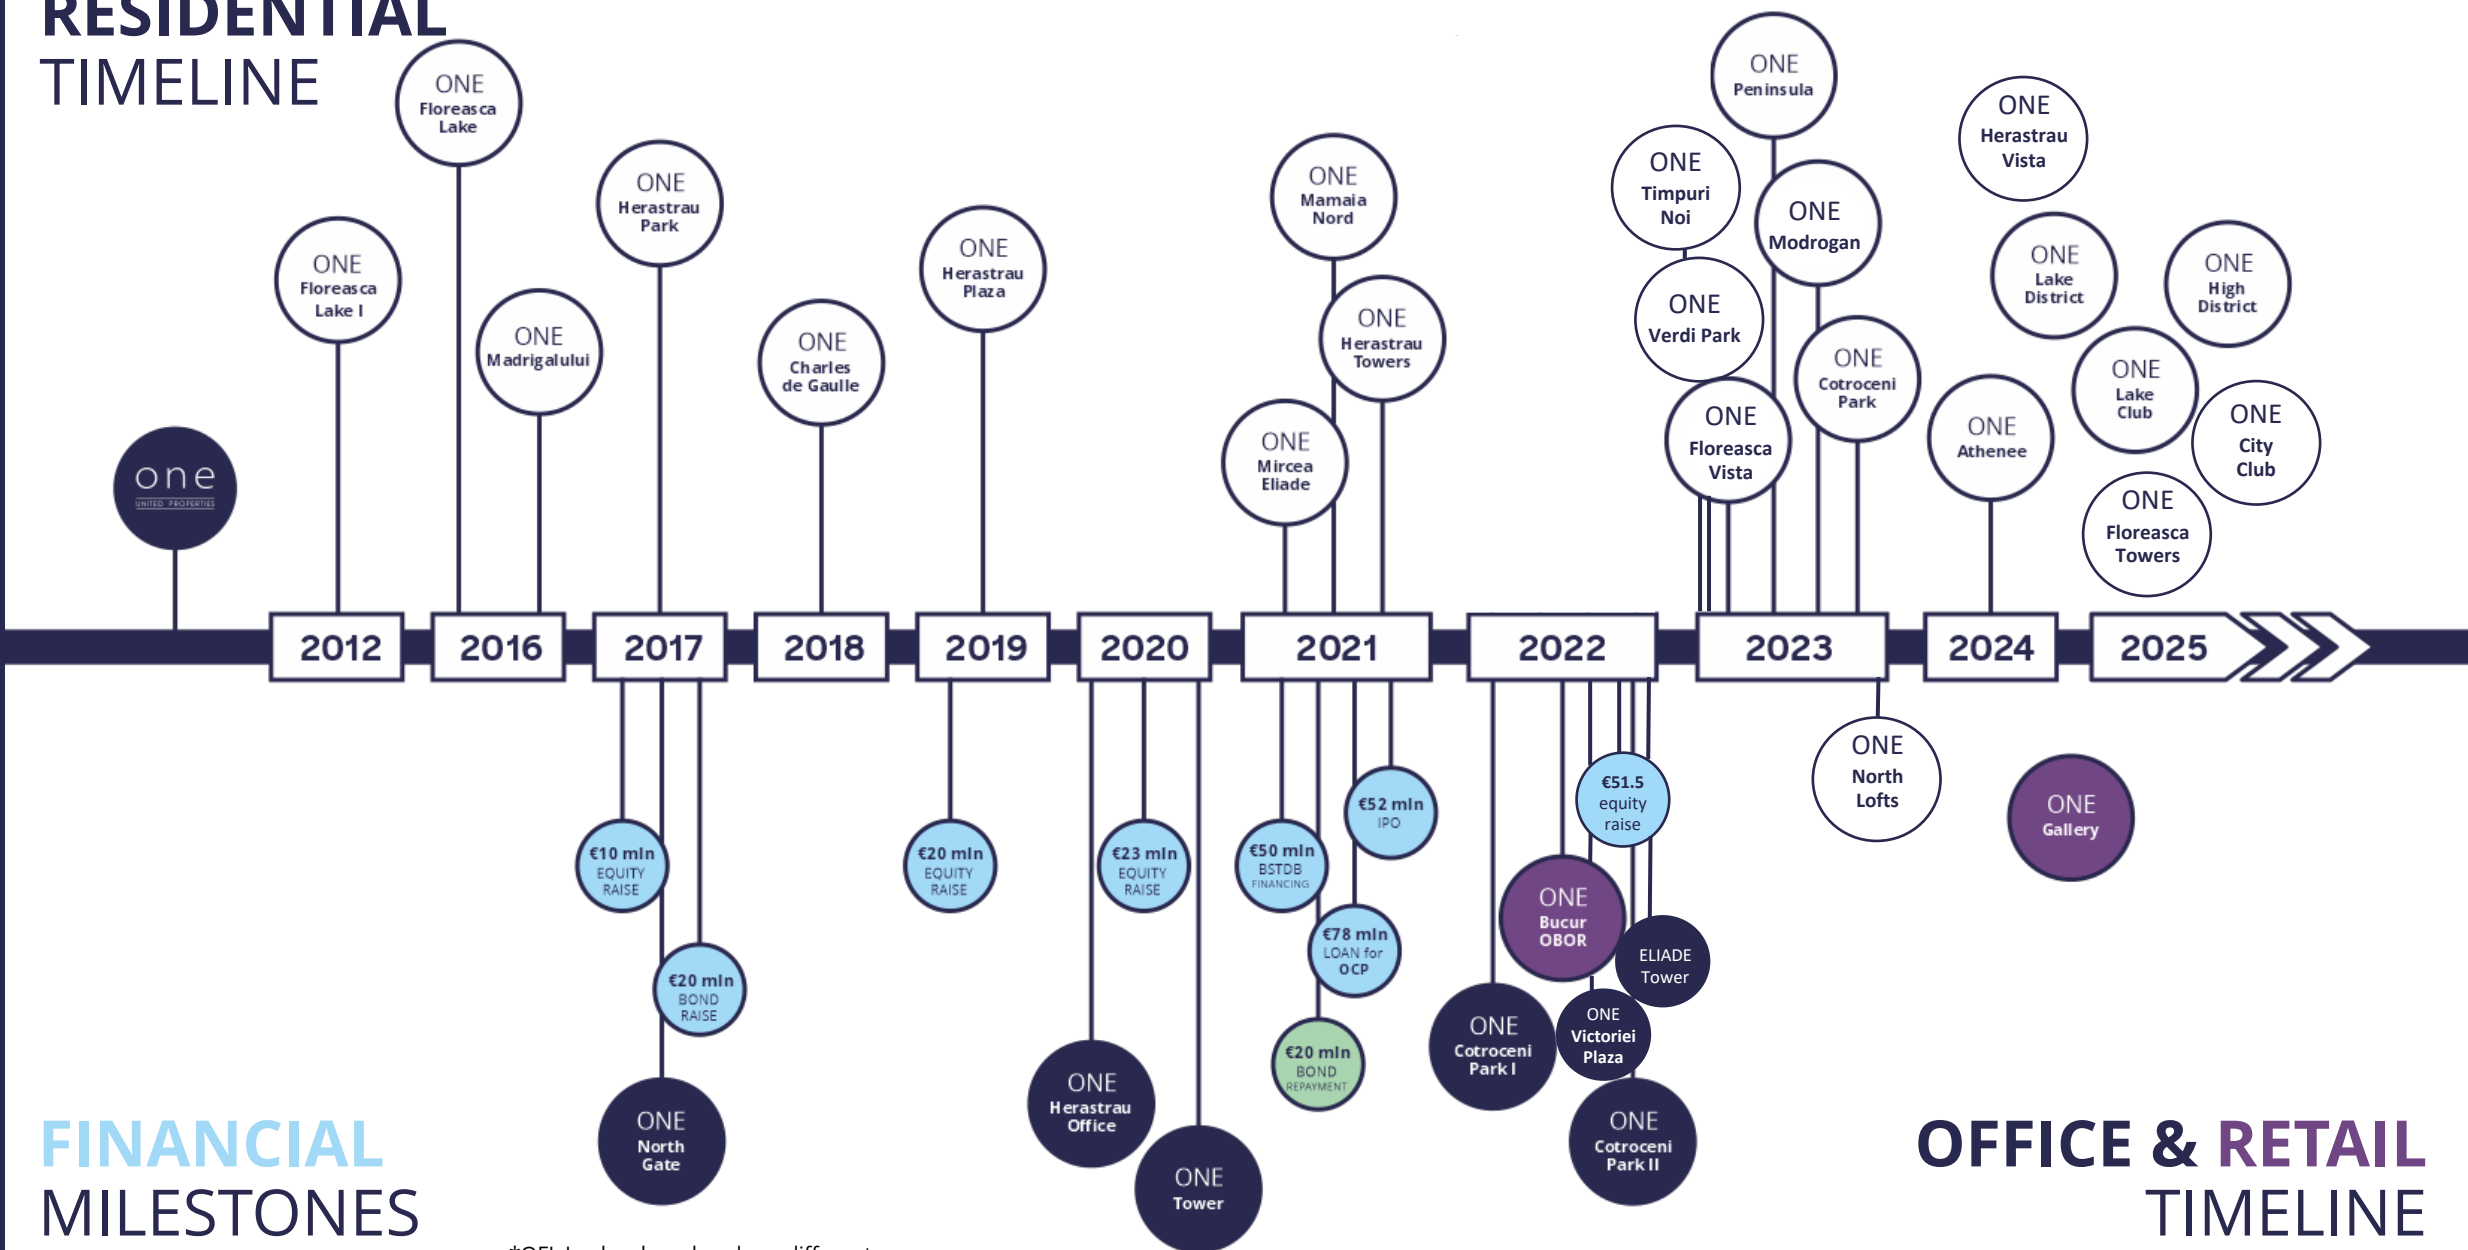 RESIDENTIAL
TIMELINE
one
UNITED PROPERTIES
ONE
Floreasca
Lake I
ONE
Floreasca
Lake
ONE
Madrigalului
ONE
Herastrau
Park
ONE
Charles
de Gaulle
ONE
Herastrau
Plaza
ONE
Mircea
Eliade
ONE
Mamaia
Nord
ONE
Herastrau
Towers
ONE
Timpuri
Noi
ONE
Verdi Park
ONE
Floreasca
Vista
ONE
Peninsula
ONE
Modrogan
ONE
Cotroceni
Park
ONE
Athenee
ONE
Herastrau
Vista
ONE
Lake
District
ONE
High
District
ONE
Lake
Club
ONE
City
Club
ONE
Floreasca
Towers
2012
2016
2017
2018
2019
2020
2021
2022
2023
2024
2025
€10 mln
EQUITY
RAISE
€20 mln
BOND
RAISE
ONE
North
Gate
€20 mln
EQUITY
RAISE
ONE
Herastrau
Office
€23 mln
EQUITY
RAISE
ONE
Tower
€50 mln
BSTDB
FINANCING
€20 mln
BOND
REPAYMENT
€78 mln
LOAN for
OCP
€52 mln
IPO
ONE
Cotroceni
Park I
ONE
Bucur
OBOR
ONE
Victoriei
Plaza
€51.5
equity
raise
ELIADE
Tower
ONE
Cotroceni
Park II
ONE
North
Lofts
ONE
Gallery
FINANCIAL
MILESTONES
OFFICE & RETAIL
TIMELINE